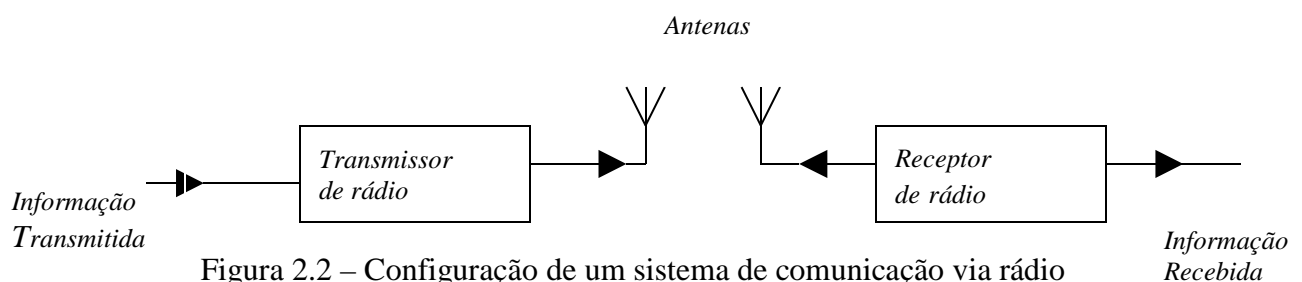 Antenas
Transmissor
de rádio
Receptor
de rádio
Informação
Transmitida
Informação
Recebida
Figura 2.2 – Configuração de um sistema de comunicação via rádio